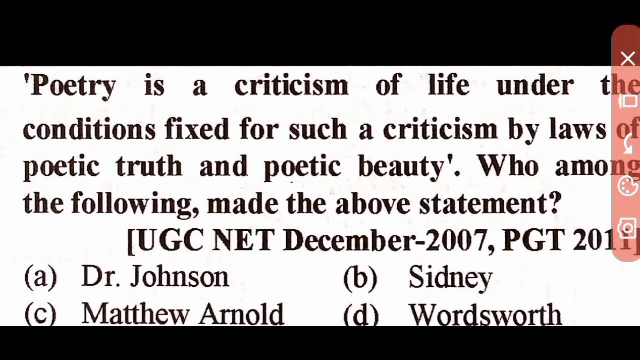 'Poetry is a criticism of life under the
conditions fixed for such a criticism by laws of
poetic truth and poetic beauty'. Who among
the following, made the above statement?
[UGC NET December-2007, PGT 2011]
(a) Dr. Johnson (b) Sidney
(c) Matthew Arnold (d) Wordsworth